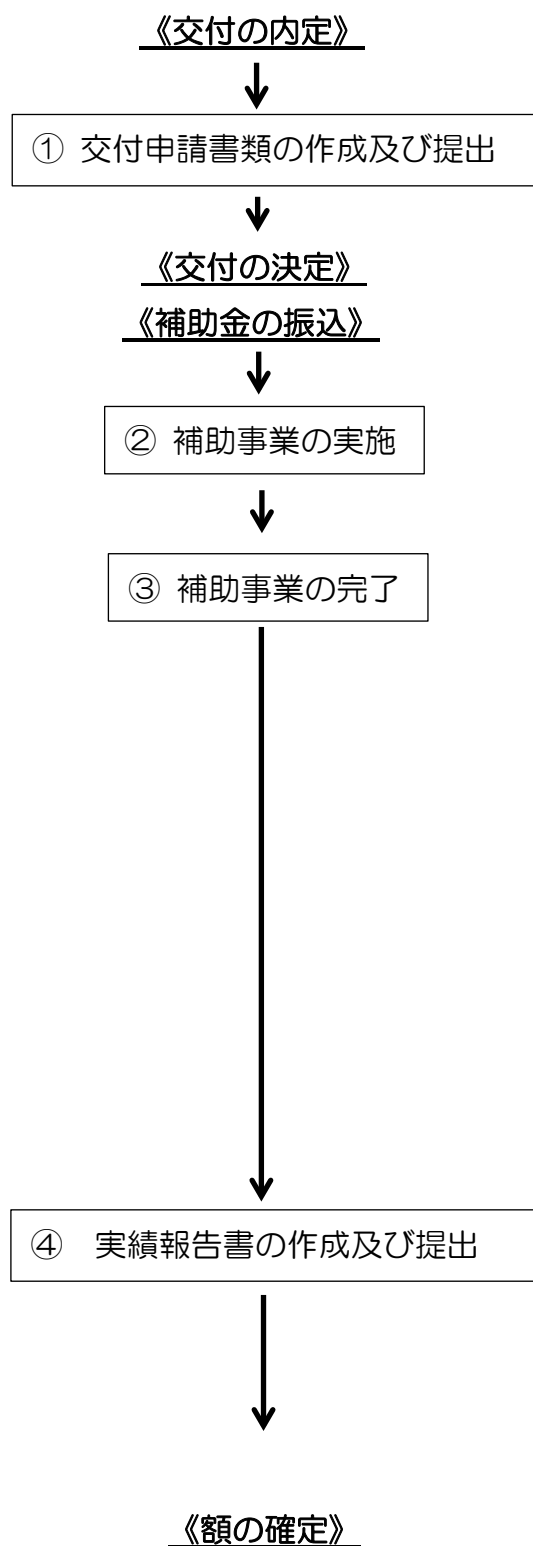 《交付の内定》
① 交付申請書類の作成及び提出
《交付の決定》
《補助金の振込》
② 補助事業の実施
③ 補助事業の完了
④　実績報告書の作成及び提出
《額の確定》